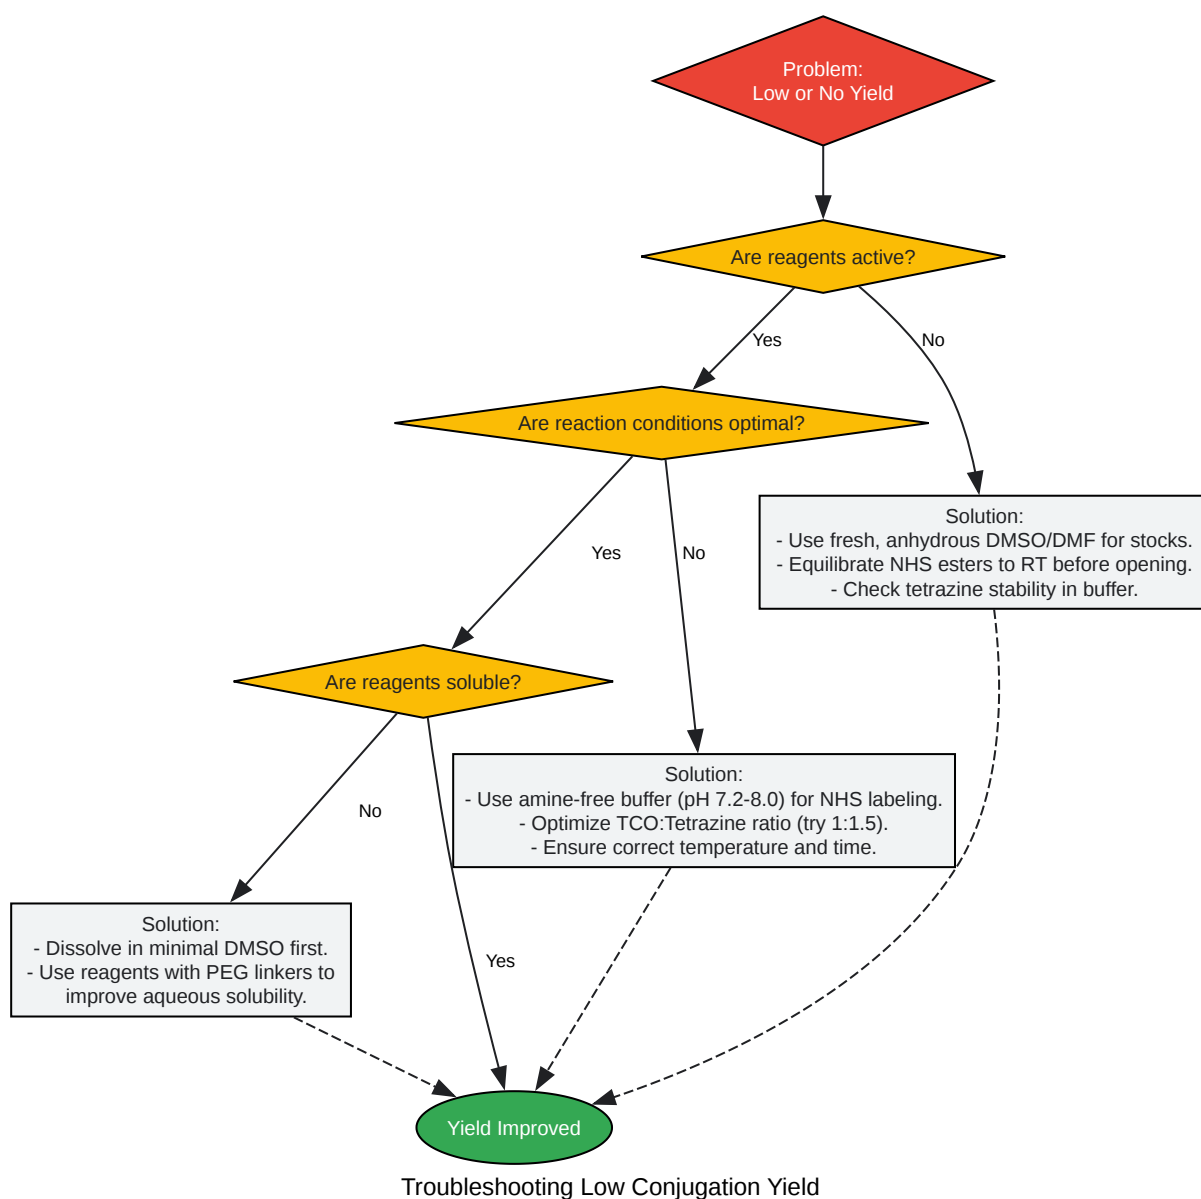 Problem:
Low or No Yield
Are reagents active?
Yes
No
Are reaction conditions optimal?
Solution:
- Use fresh, anhydrous DMSO/DMF for stocks.
- Equilibrate NHS esters to RT before opening.
- Check tetrazine stability in buffer.
Yes
No
Are reagents soluble?
Solution:
- Use amine-free buffer (pH 7.2-8.0) for NHS labeling.
- Optimize TCO:Tetrazine ratio (try 1:1.5).
- Ensure correct temperature and time.
No
Yes
Solution:
- Dissolve in minimal DMSO first.
- Use reagents with PEG linkers to
improve aqueous solubility.
Yield Improved
Troubleshooting Low Conjugation Yield